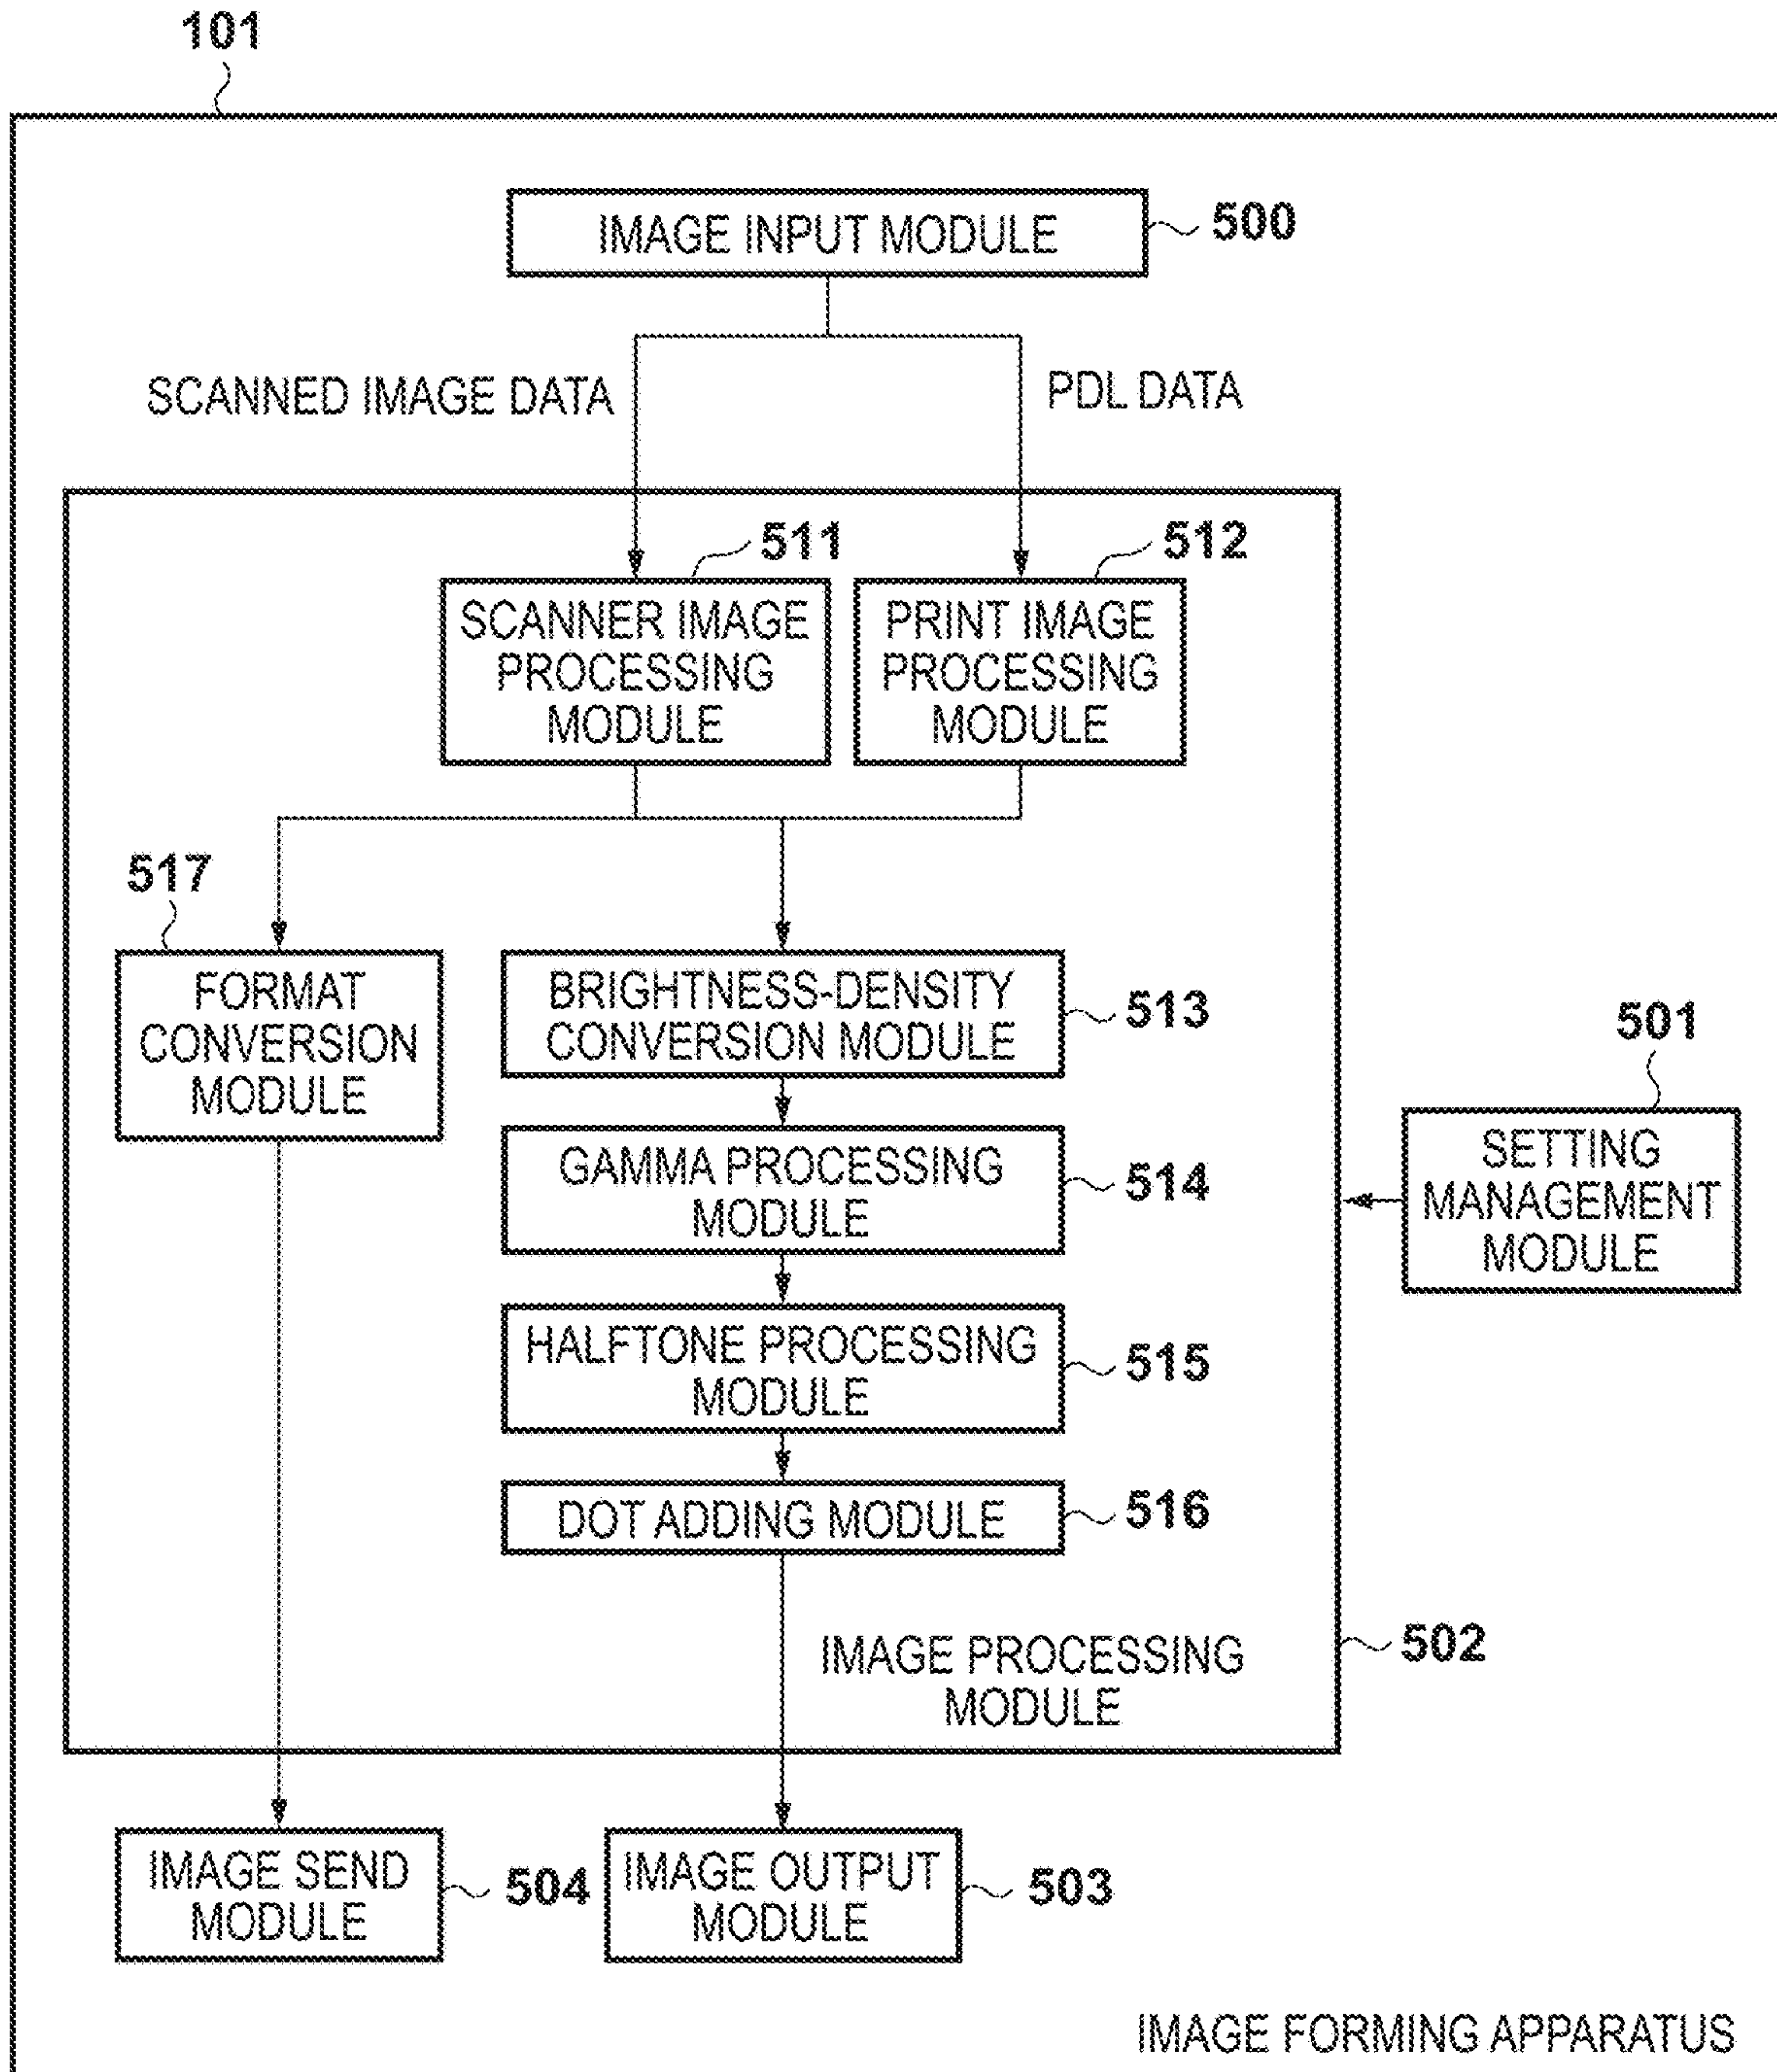 101
IMAGE INPUT MODULE
500
SCANNED IMAGE DATA
PDL DATA
511
512
SCANNER IMAGE
PROCESSING
MODULE
PRINT IMAGE
PROCESSING
MODULE
517
FORMAT
CONVERSION
MODULE
BRIGHTNESS-DENSITY
CONVERSION MODULE
513
501
SETTING
MANAGEMENT
MODULE
GAMMA PROCESSING
MODULE
514
HALFTONE PROCESSING
MODULE
515
DOT ADDING MODULE
516
IMAGE PROCESSING
MODULE
502
IMAGE SEND
MODULE
504
IMAGE OUTPUT
MODULE
503
IMAGE FORMING APPARATUS